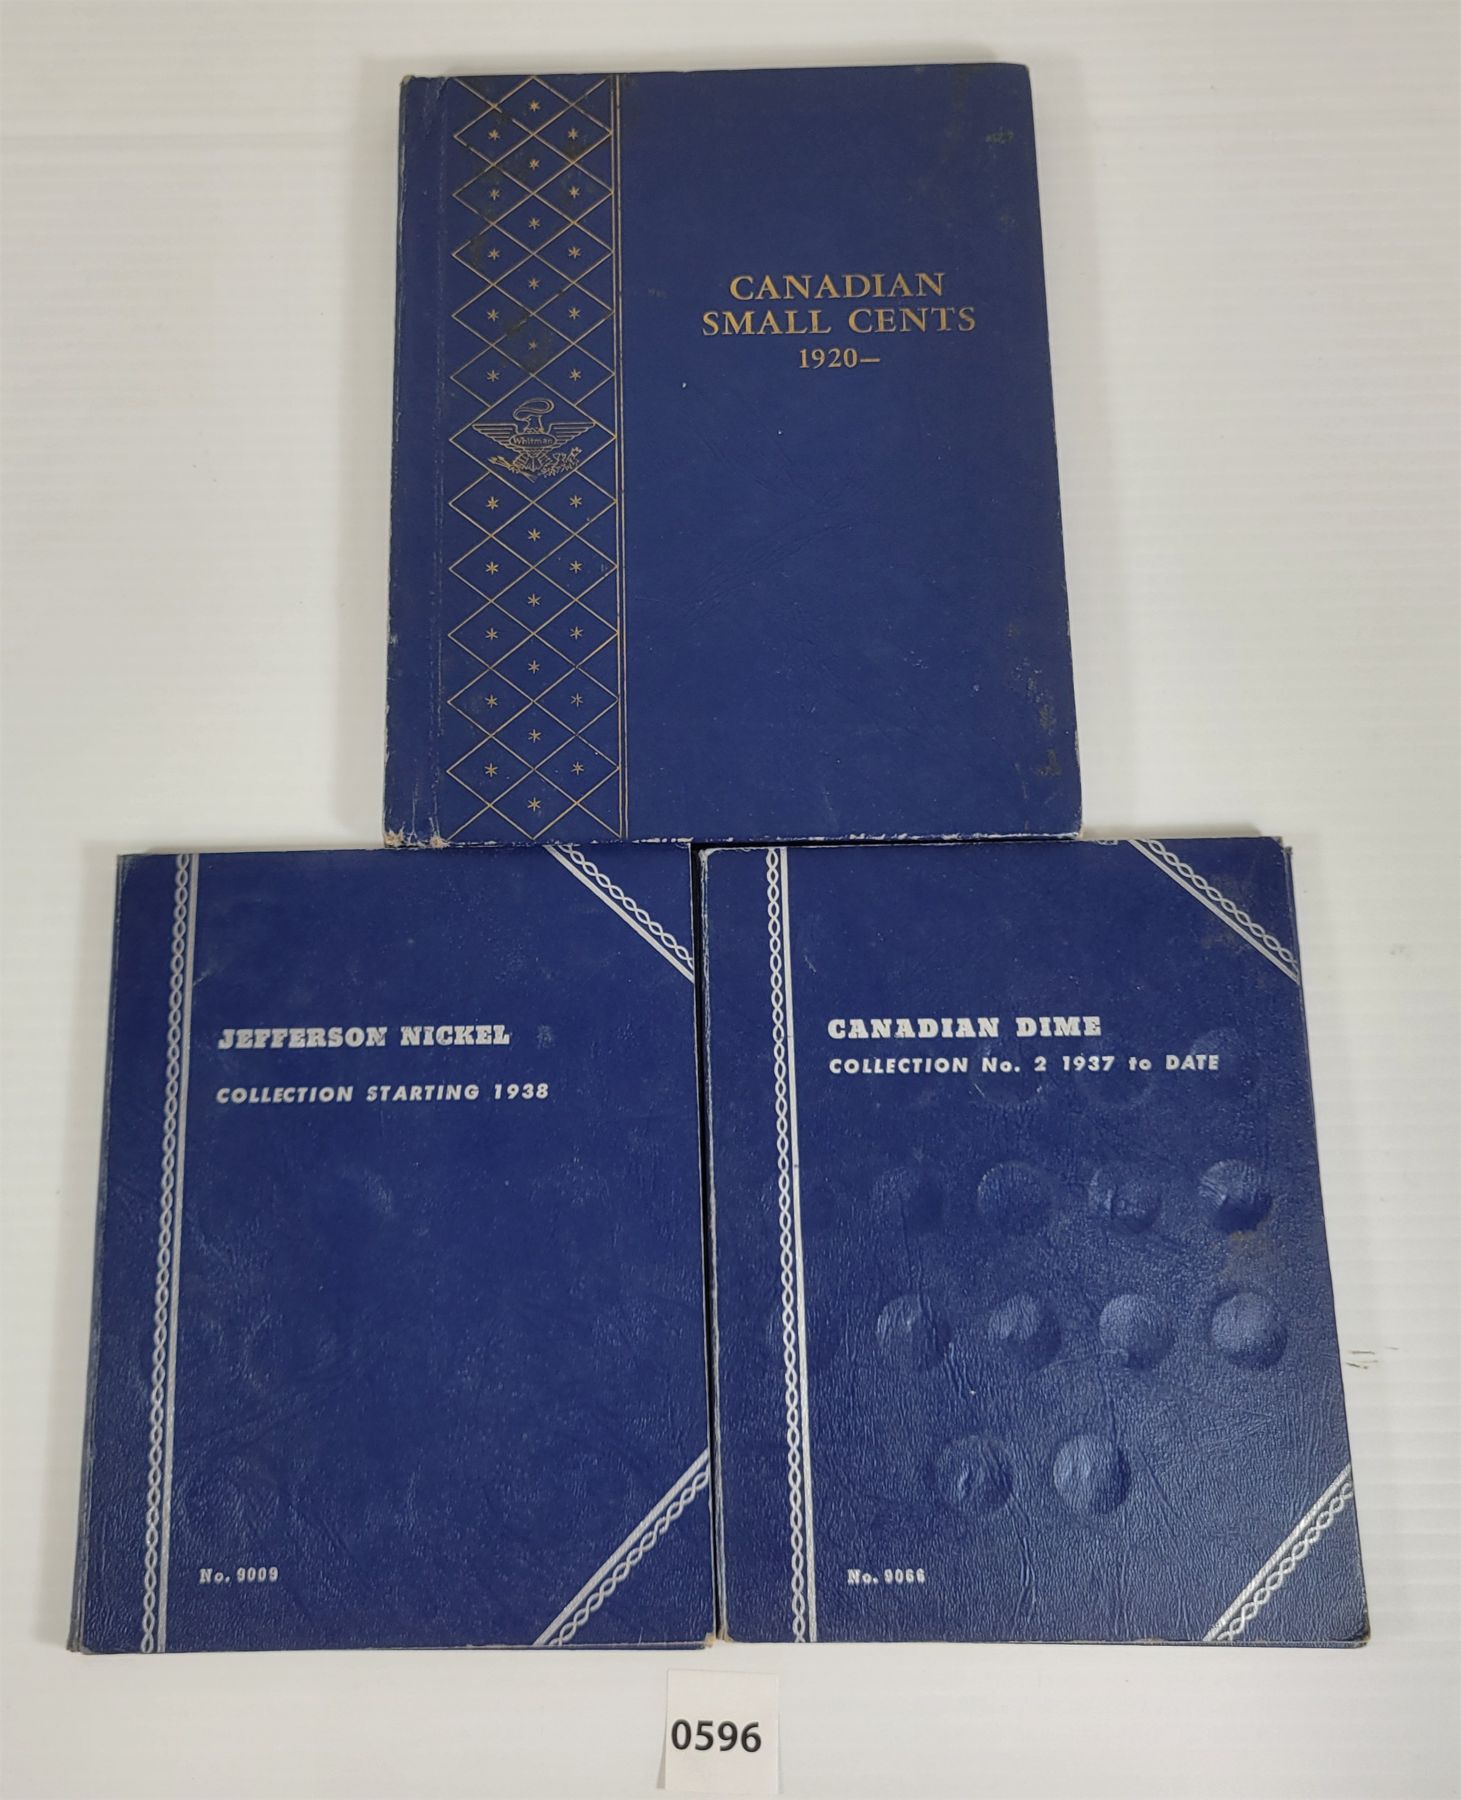 CANADIAN
SMALL CENTS
1920—
Whitman
JEFFERSON NICKEL
COLLECTION STARTING 1938
No. 9009
CANADIAN DIME
COLLECTION No. 2 1937 to DATE
No. 9066
0596